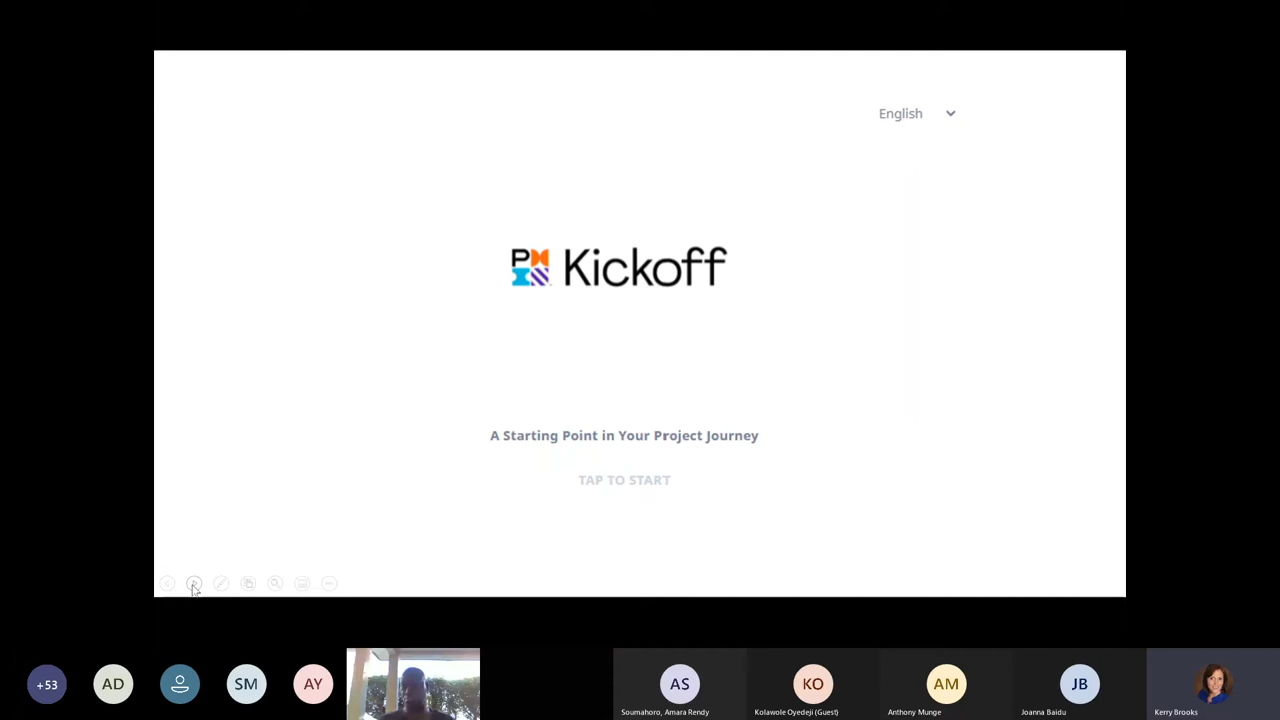 English
PMI Kickoff
A Starting Point in Your Project Journey
TAP TO START
+53
AD
SM
AY
AS
Soumahoro, Amara Rendy
KO
Kolawole Oyedeji (Guest)
AM
Anthony Munge
JB
Joanna Baidu
Kerry Brooks